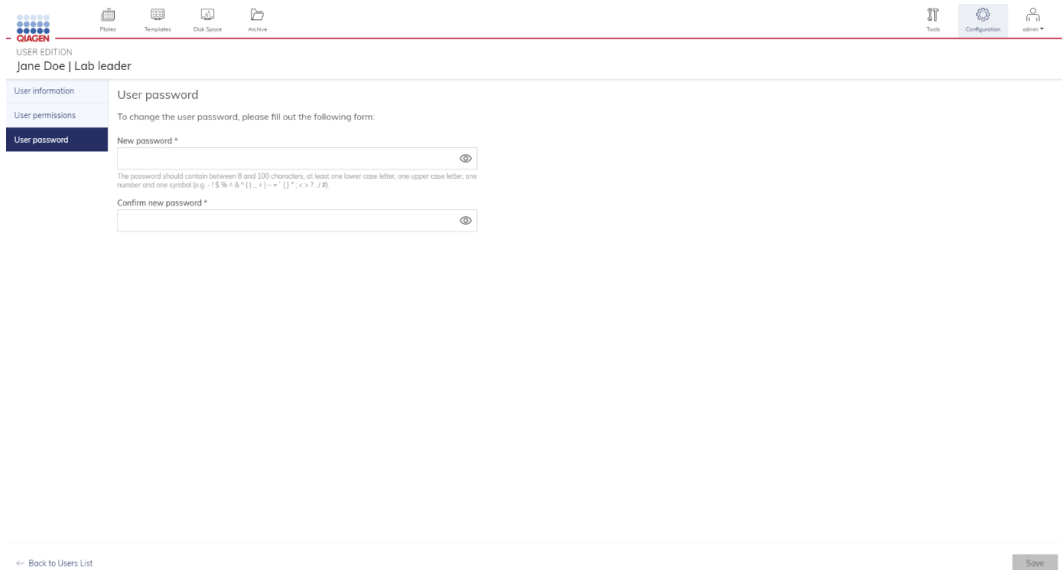 Plates
Templates
Disk Space
Archive
Tools
Configuration
admin
QIAGEN
USER EDITION
Jane Doe | Lab leader
User information
User permissions
User password
User password
To change the user password, please fill out the following form:
New password *
The password should contain between 8 and 100 characters, at least one lower case letter, one upper case letter, one
number and one symbol (e.g. - ! $ % ^ & * ( ) _ + | ~ = ` { } " ; < > ? . / #).
Confirm new password *
← Back to Users List
Save